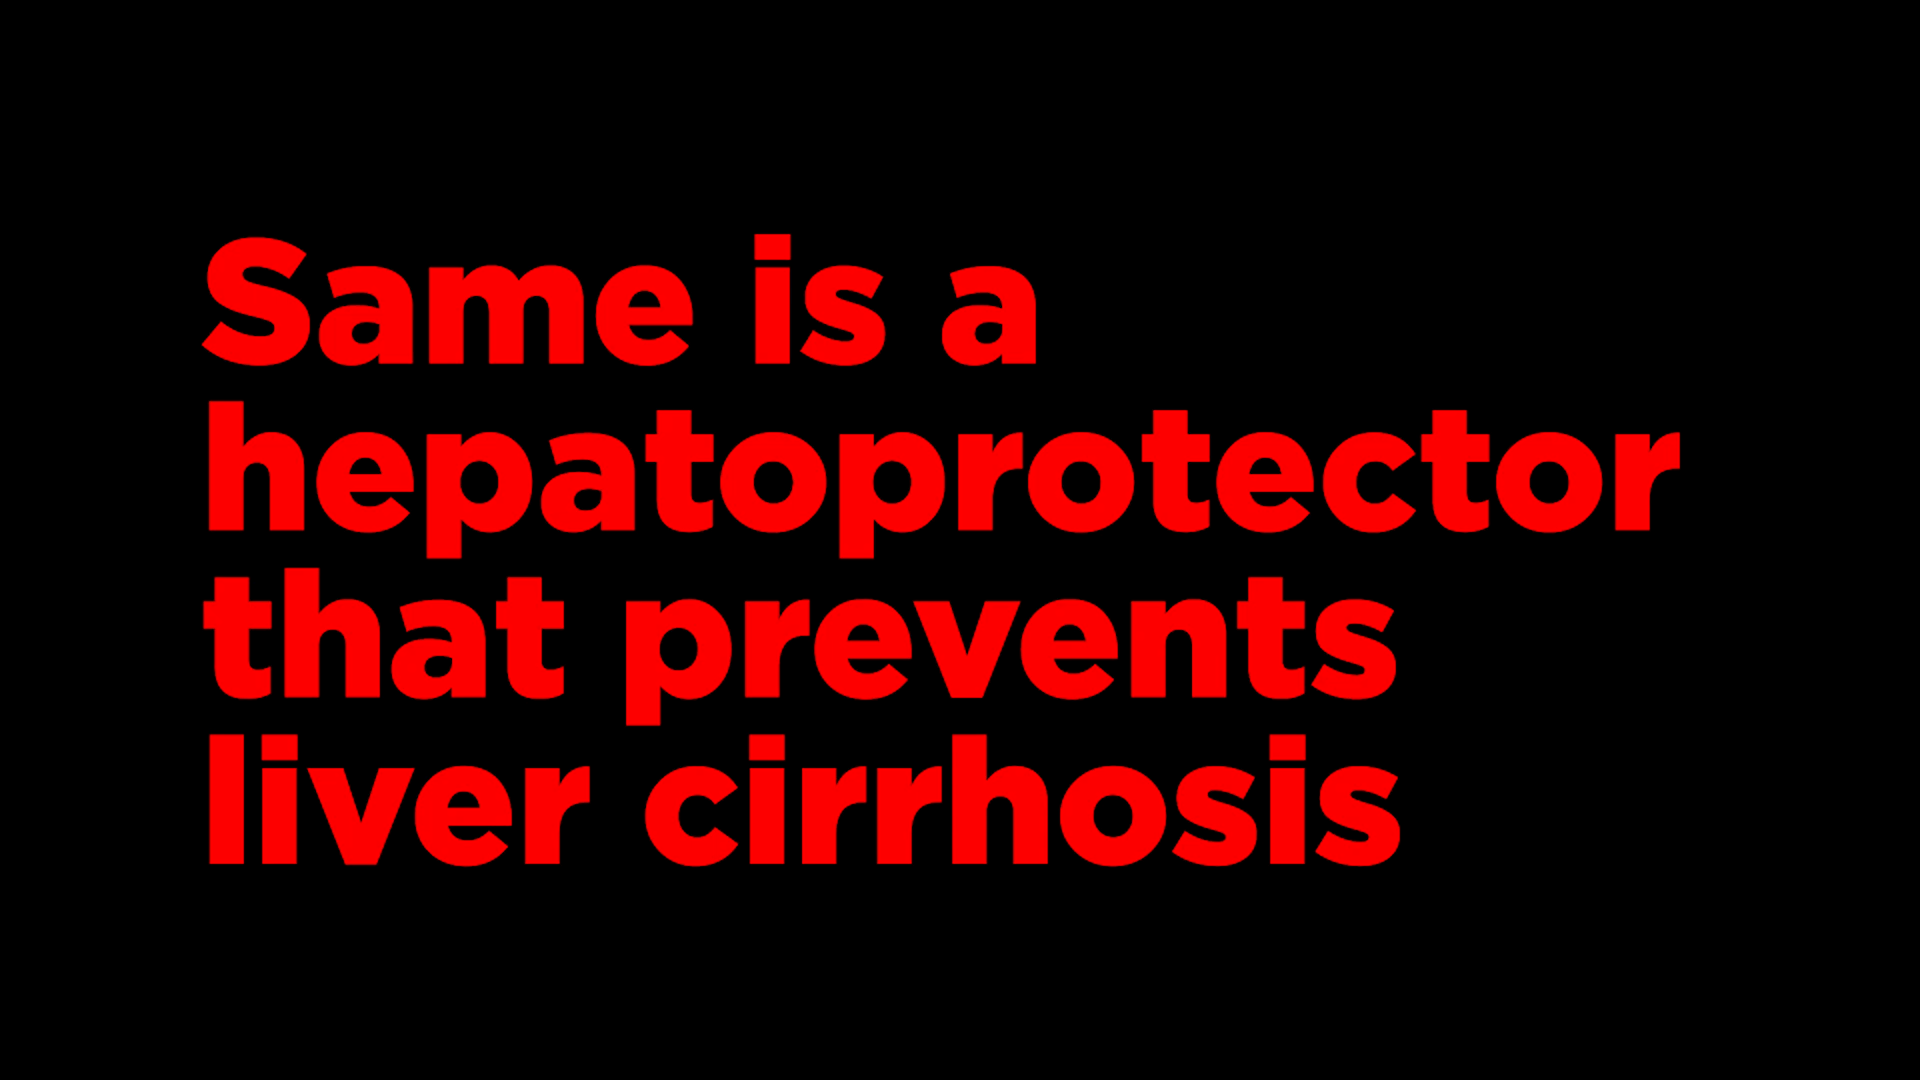 Same is a
hepatoprotector
that prevents
liver cirrhosis